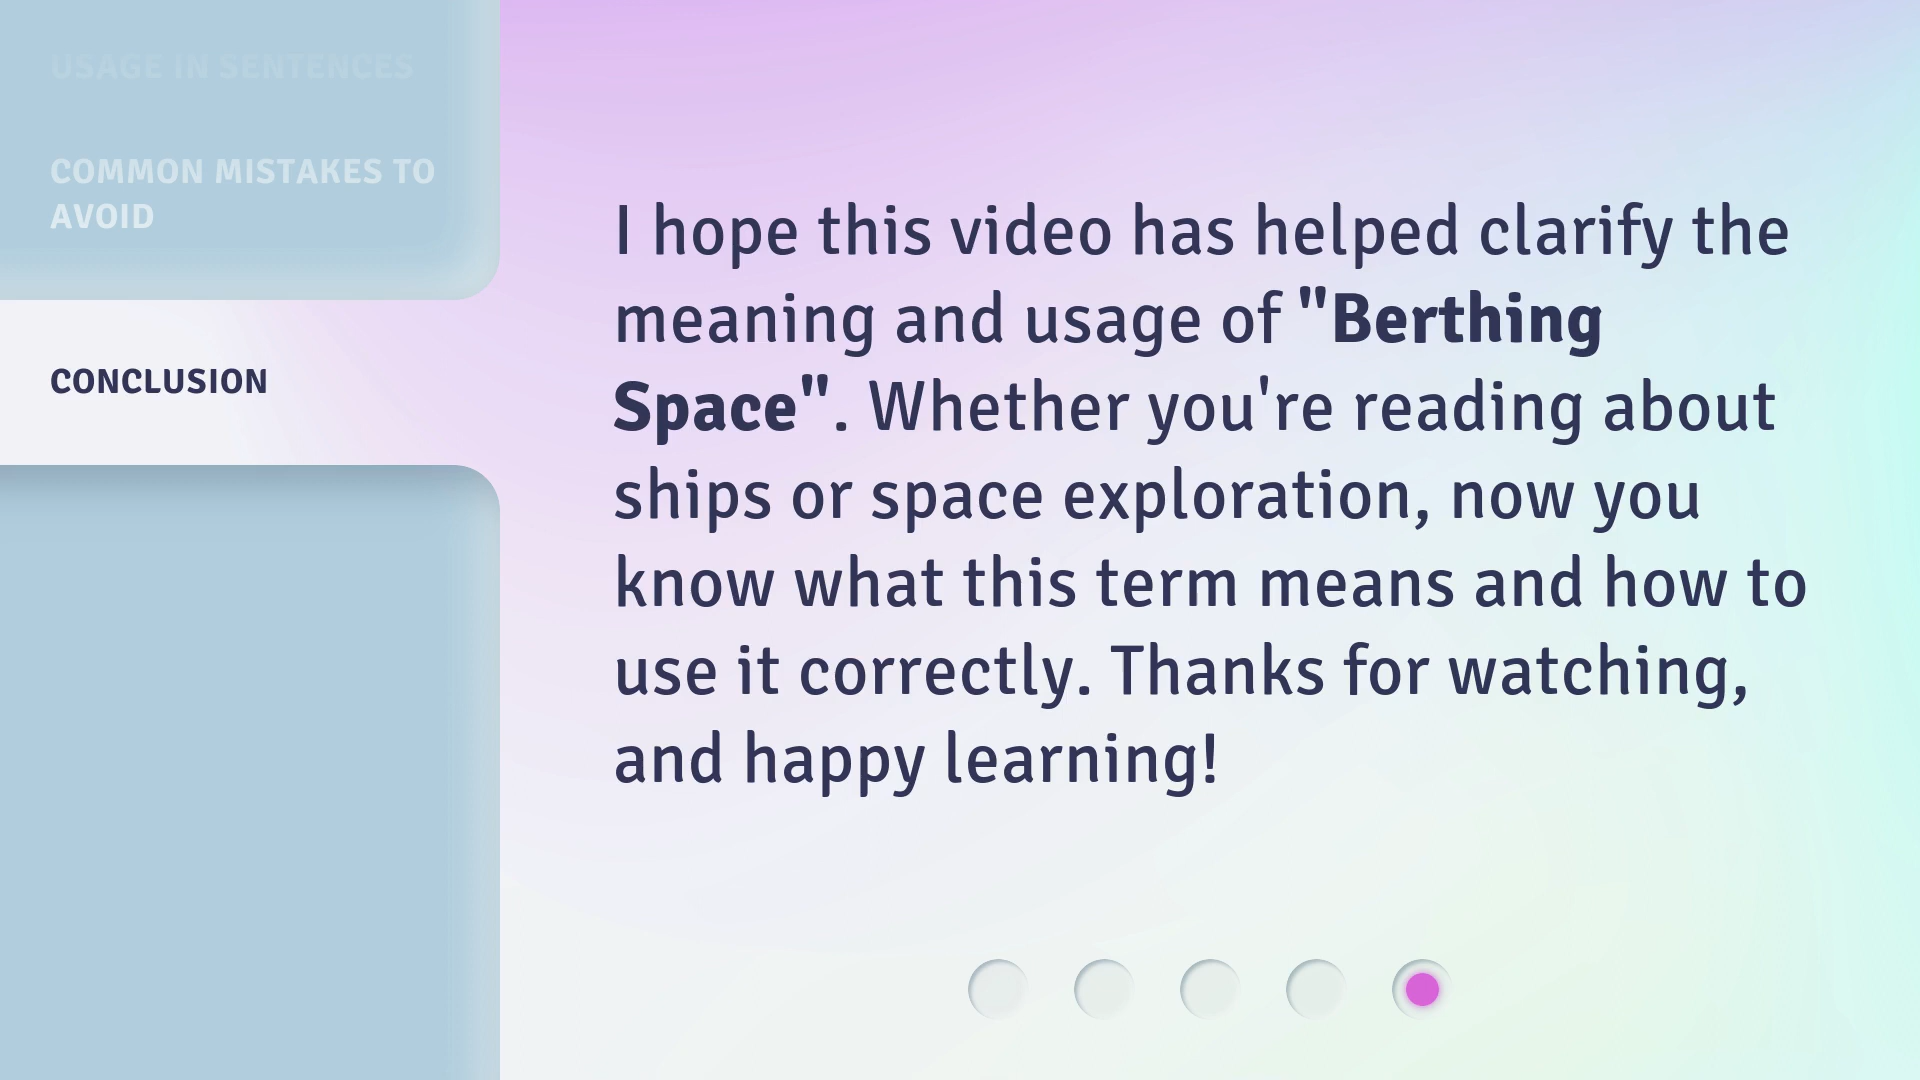 USAGE IN SENTENCES
COMMON MISTAKES TO
AVOID
CONCLUSION
I hope this video has helped clarify the
meaning and usage of "Berthing
Space". Whether you're reading about
ships or space exploration, now you
know what this term means and how to
use it correctly. Thanks for watching,
and happy learning!